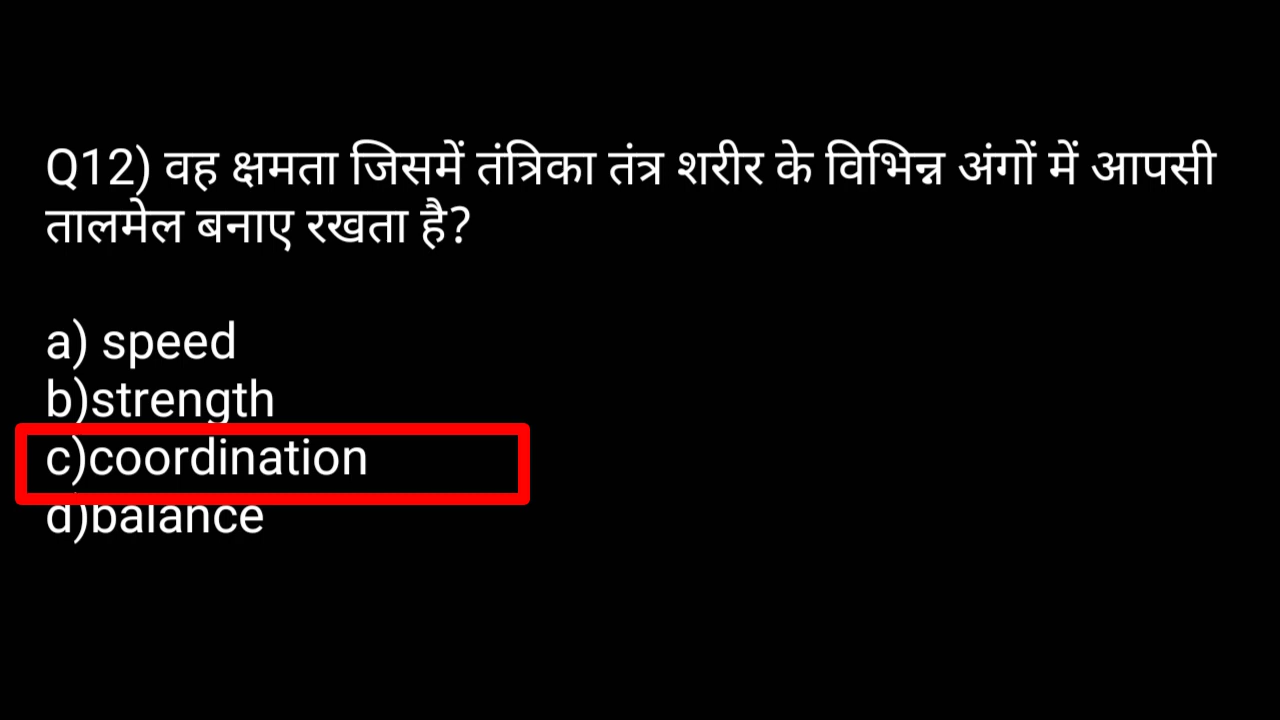 Q12) वह क्षमता जिसमें तंत्रिका तंत्र शरीर के विभिन्न अंगों में आपसी
तालमेल बनाए रखता है?
a) speed
b)strength
c)coordination
d)balance